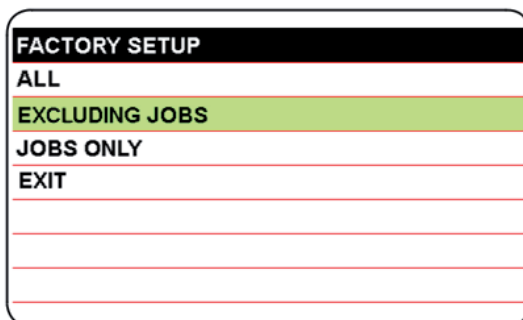 FACTORY SETUP
ALL
EXCLUDING JOBS
JOBS ONLY
EXIT